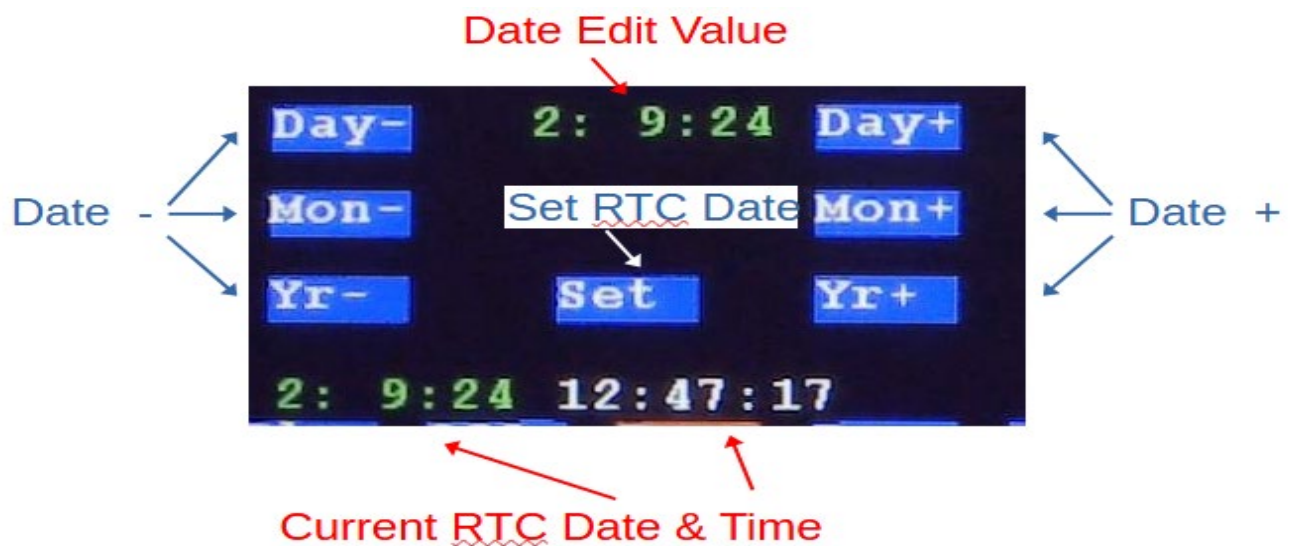 Date Edit Value
Day- 2: 9:24 Day+
Date - Mon- Set RTC Date Mon+ Date +
Yr- Set Yr+
2: 9:24 12:47:17
Current RTC Date & Time